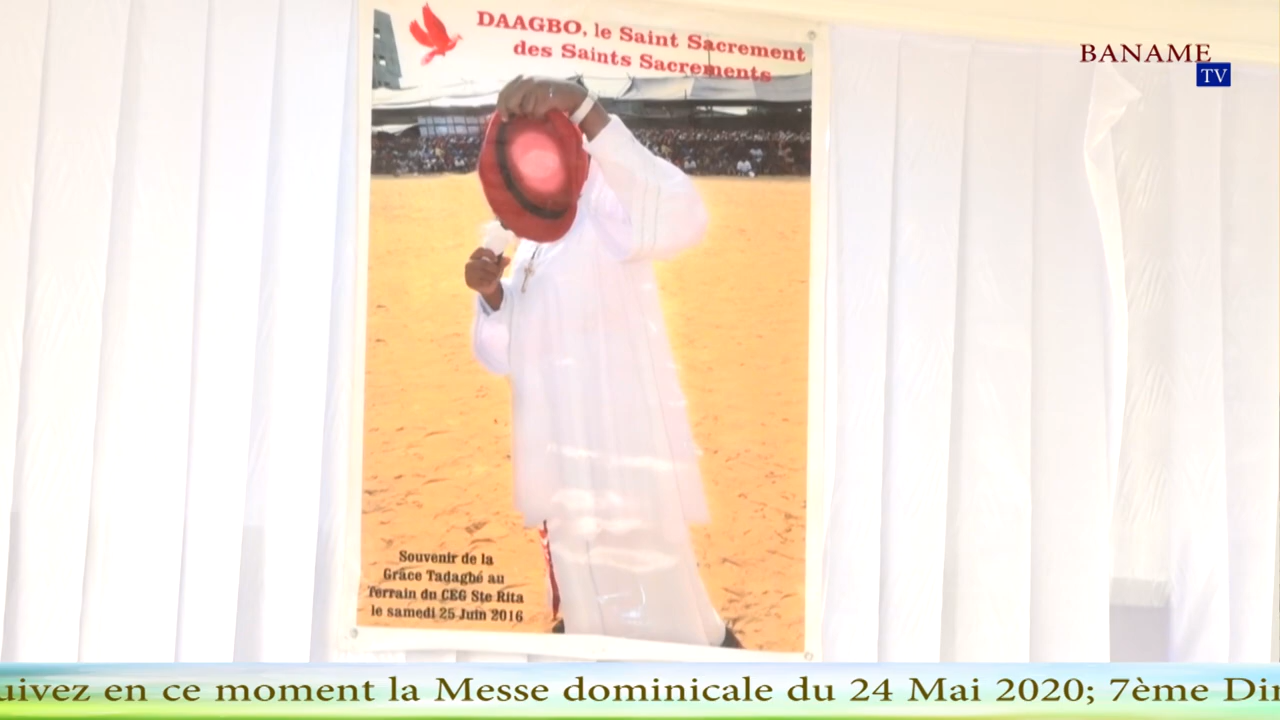 DAAGBO, le Saint Sacrement
des Saints Sacrements
BANAME
TV
Souvenir de la
Grâce Tadagbé au
Terrain du CEG Ste Rita
le samedi 25 Juin 2016
uivez en ce moment la Messe dominicale du 24 Mai 2020; 7ème Di